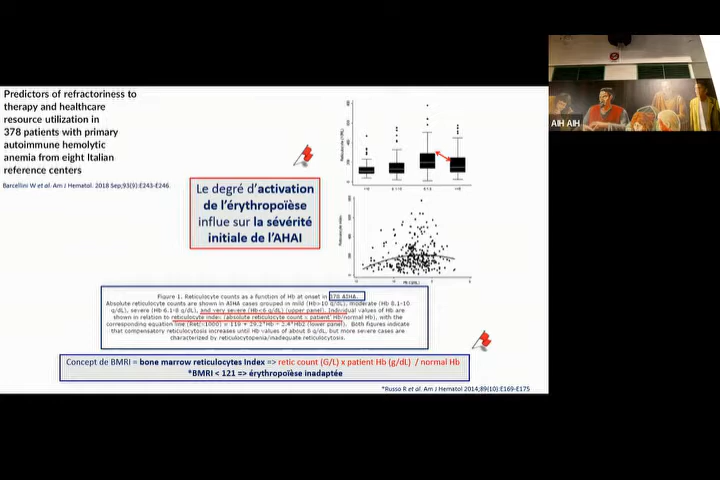 Predictors of refractoriness to
therapy and healthcare
resource utilization in
378 patients with primary
autoimmune hemolytic
anemia from eight Italian
reference centers
Barcellini W et al. Am J Hematol. 2018 Sep;93(9):E243-E246.
Le degré d'activation
de l'érythropoïèse
influe sur la sévérité
initiale de l'AHAI
AIH AIH
Figure 1. Reticulocyte counts as a function of Hb at onset in 378 AIHA.
Absolute reticulocyte counts are shown in AIHA cases grouped in mild (Hb>10 g/dL), moderate (Hb 8.1-10
g/dL), severe (Hb 6.1-8 g/dL), and very severe (Hb<6 g/dL) (upper panel). Individual values of Hb are
shown in relation to reticulocyte index (absolute reticulocyte count x patient Hb/normal Hb), with the
corresponding equation line
(lower panel). Both figures indicate
that compensatory reticulocytosis increases until Hb values of about 8 g/dL, but more severe cases are
characterized by reticulocytopenia/inadequate reticulocytosis.
Concept de BMRI = bone marrow reticulocytes Index => retic count (G/L) x patient Hb (g/dL) / normal Hb
*BMRI < 121 => érythropoïèse inadaptée
*Russo R et al. Am J Hematol 2014;89(10):E169-E175